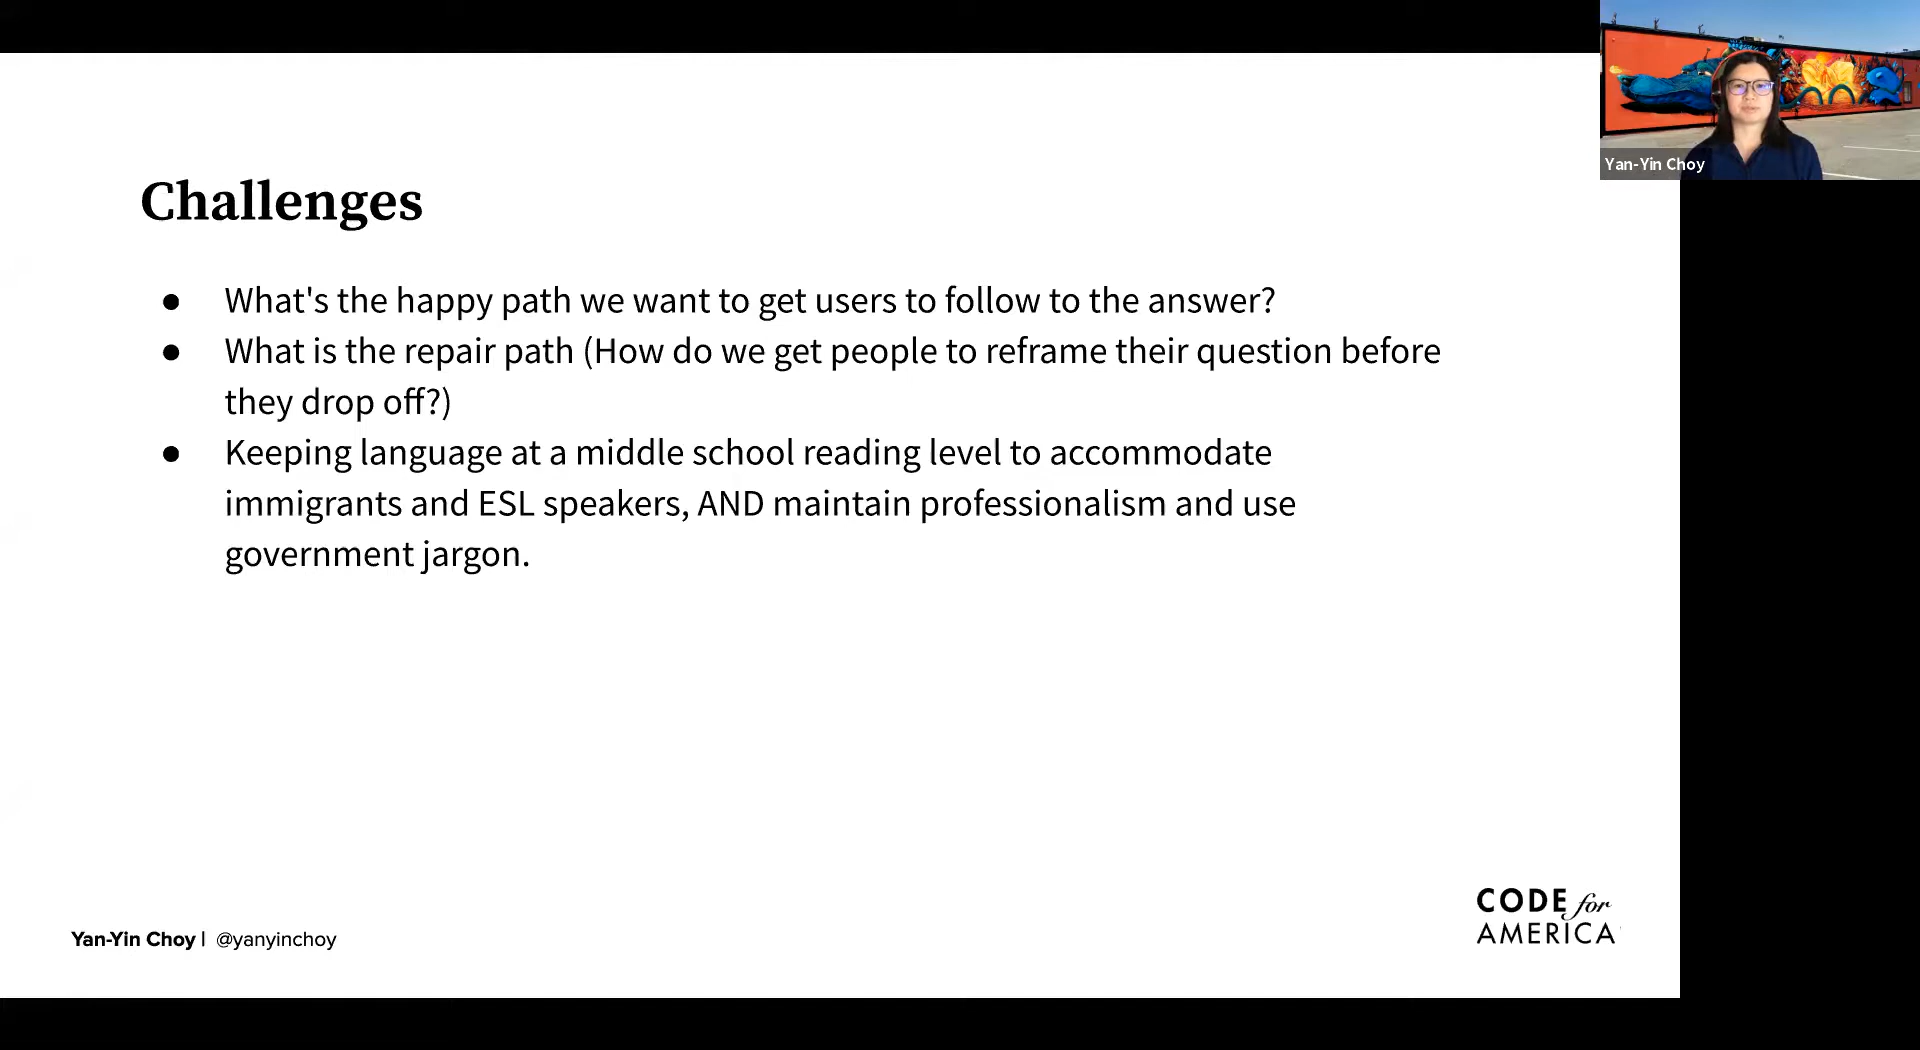 Yan-Yin Choy
Challenges
● What's the happy path we want to get users to follow to the answer?
● What is the repair path (How do we get people to reframe their question before
they drop off?)
● Keeping language at a middle school reading level to accommodate
immigrants and ESL speakers, AND maintain professionalism and use
government jargon.
Yan-Yin Choy | @yanyinchoy
CODE for
AMERICA